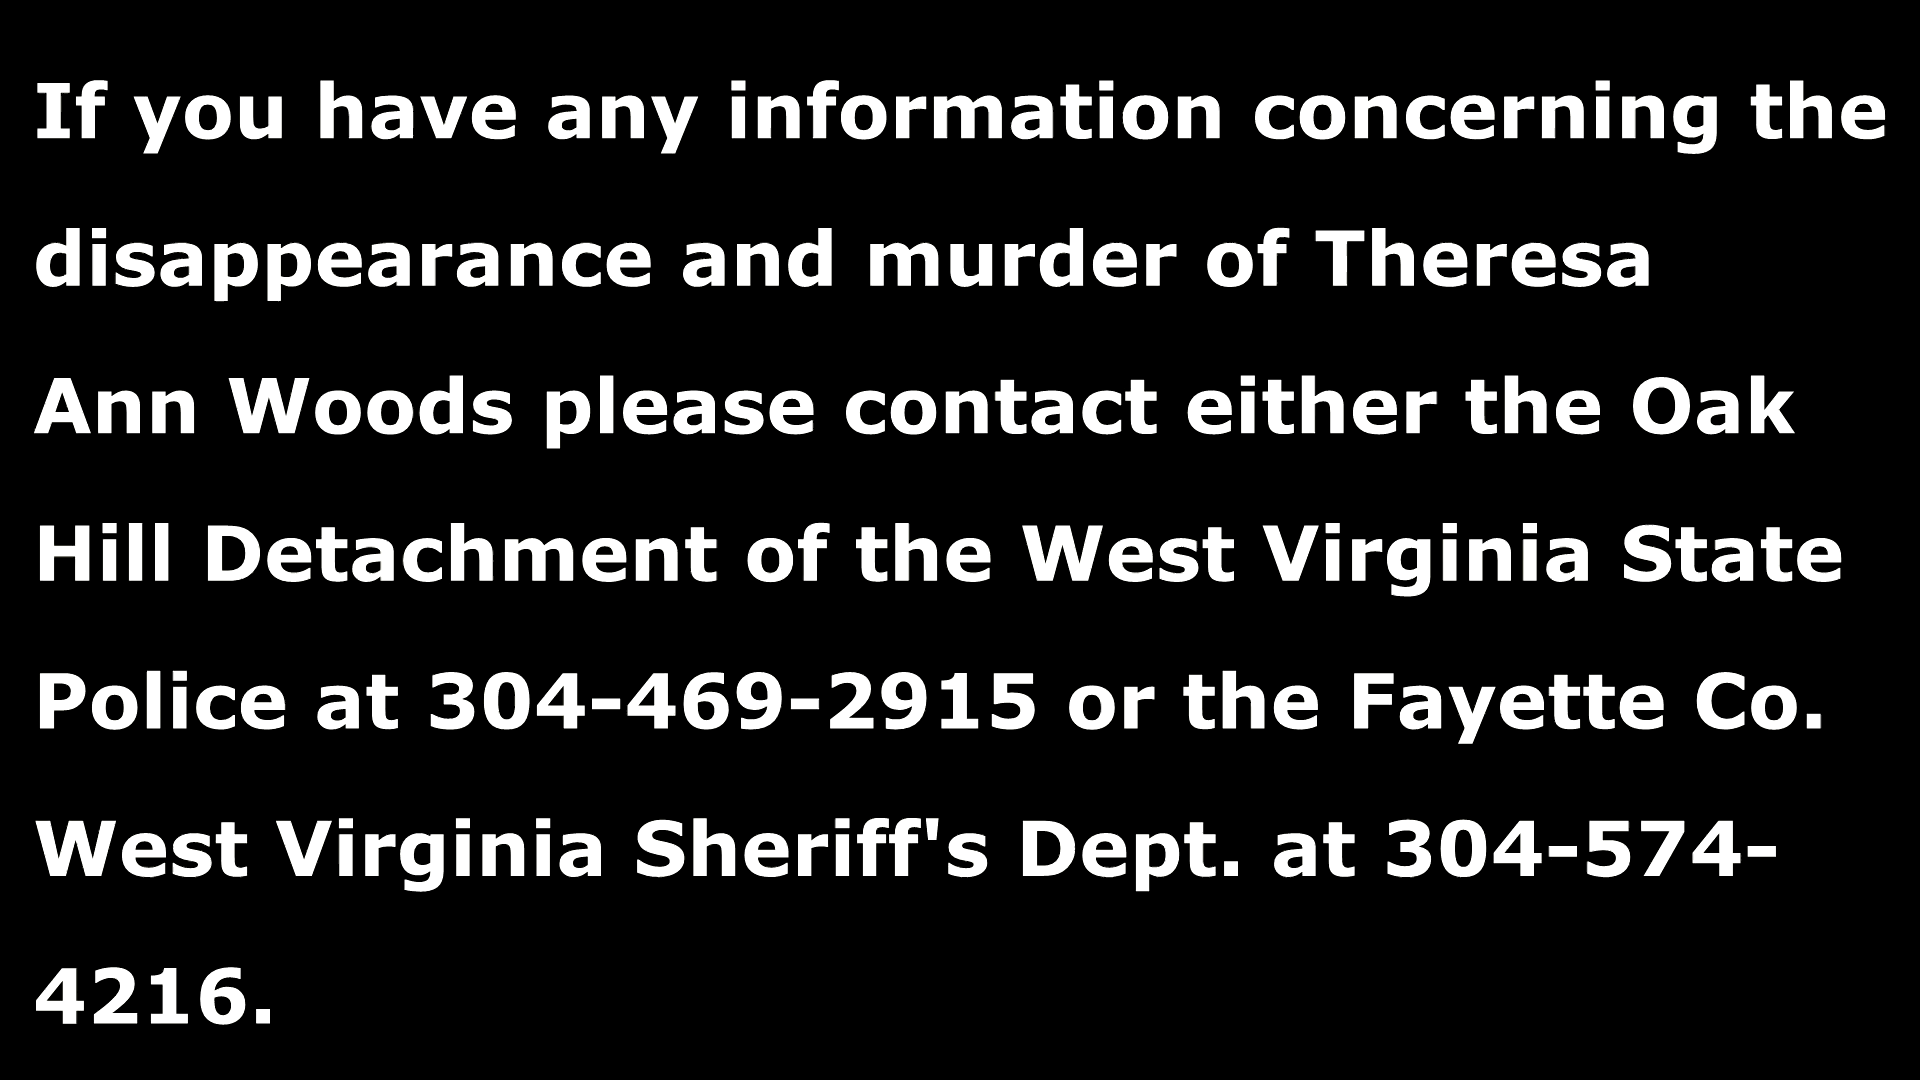 If you have any information concerning the
disappearance and murder of Theresa
Ann Woods please contact either the Oak
Hill Detachment of the West Virginia State
Police at 304-469-2915 or the Fayette Co.
West Virginia Sheriff's Dept. at 304-574-
4216.